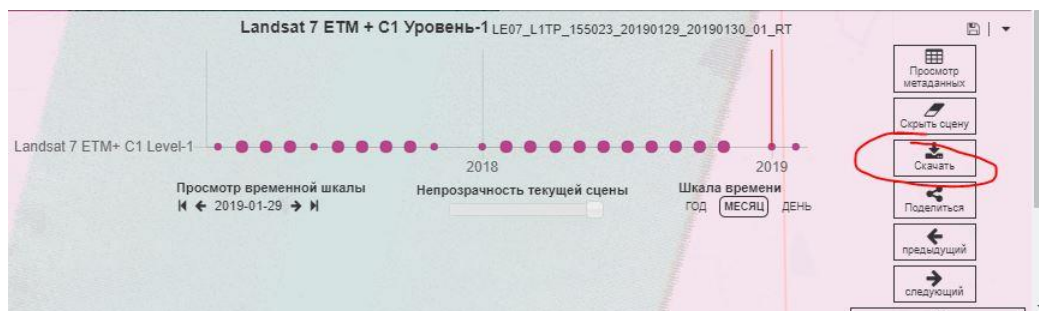 Landsat 7 ETM + C1 Уровень-1 LE07_L1TP_155023_20190129_20190130_01_RT
Просмотр
метаданных
Скрыть сцену
Landsat 7 ETM+ C1 Level-1
Скачать
2018
2019
Просмотр временной шкалы
Непрозрачность текущей сцены
Шкала времени
2019-01-29
ГОД МЕСЯЦ ДЕНЬ
Поделиться
предыдущий
следующий